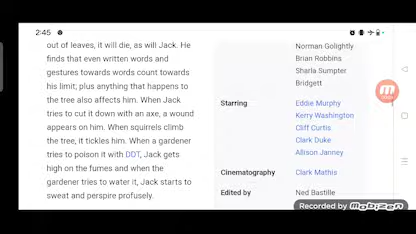 2:45
out of leaves, it will die, as will Jack. He
finds that even written words and
gestures towards words count towards
his limit; plus anything that happens to
the tree also affects him. When Jack
tries to cut it down with an axe, a wound
appears on him. When squirrels climb
the tree, it tickles him. When a gardener
tries to poison it with DDT, Jack gets
high on the fumes and when the
gardener tries to water it, Jack starts to
sweat and perspire profusely.
Norman Golightly
Brian Robbins
Sharla Sumpter
Bridgett
Starring
Eddie Murphy
Kerry Washington
Cliff Curtis
Clark Duke
Allison Janney
Cinematography
Clark Mathis
Edited by
Ned Bastille
Recorded by Mobizen